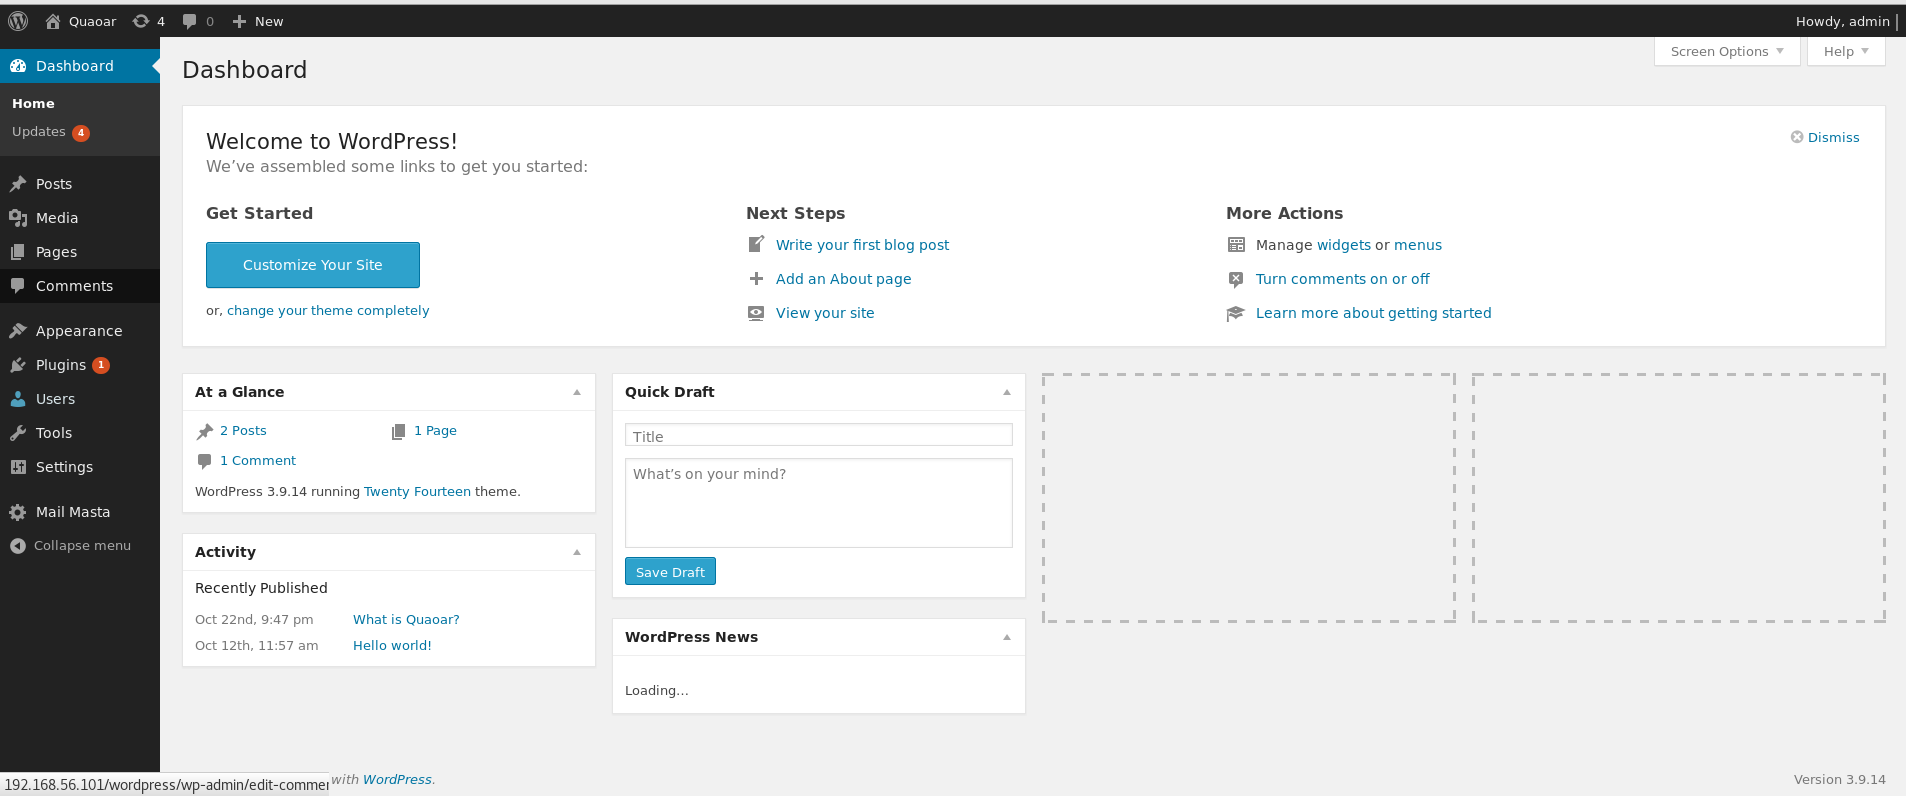 Quaoar 4 0 New Howdy, admin
Dashboard
Home
Updates 4
Posts
Media
Pages
Comments
Appearance
Plugins 1
Users
Tools
Settings
Mail Masta
Collapse menu
Screen Options Help
Dashboard
Welcome to WordPress!
We've assembled some links to get you started:
Dismiss
Get Started
Customize Your Site
or, change your theme completely
Next Steps
Write your first blog post
Add an About page
View your site
More Actions
Manage widgets or menus
Turn comments on or off
Learn more about getting started
At a Glance
2 Posts 1 Page
1 Comment
WordPress 3.9.14 running Twenty Fourteen theme.
Activity
Recently Published
Oct 22nd, 9:47 pm What is Quaoar?
Oct 12th, 11:57 am Hello world!
Quick Draft
Title
What's on your mind?
Save Draft
WordPress News
Loading...
with WordPress.
Version 3.9.14
192.168.56.101/wordpress/wp-admin/edit-commen